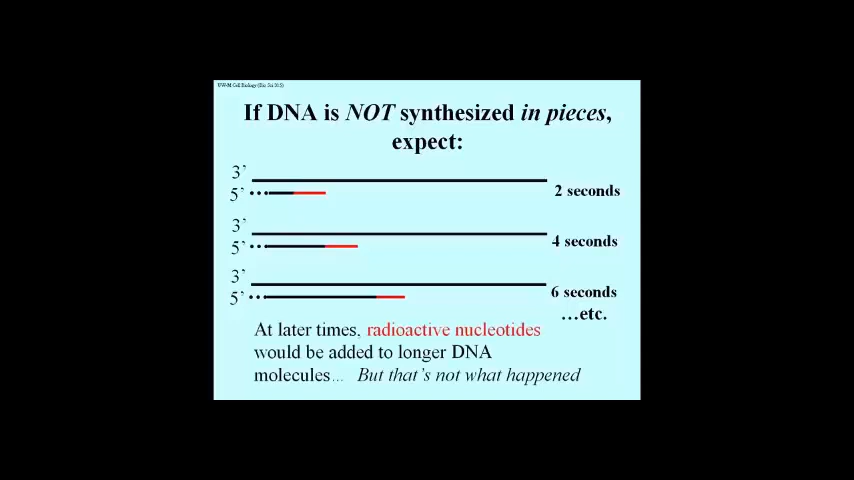 UW-M Cell Biology (Bio Sci 315)
If DNA is NOT synthesized in pieces,
expect:
3’
5’ •••
2 seconds
3’
5’ •••
4 seconds
3’
5’ •••
6 seconds
…etc.
At later times, radioactive nucleotides
would be added to longer DNA
molecules… But that’s not what happened